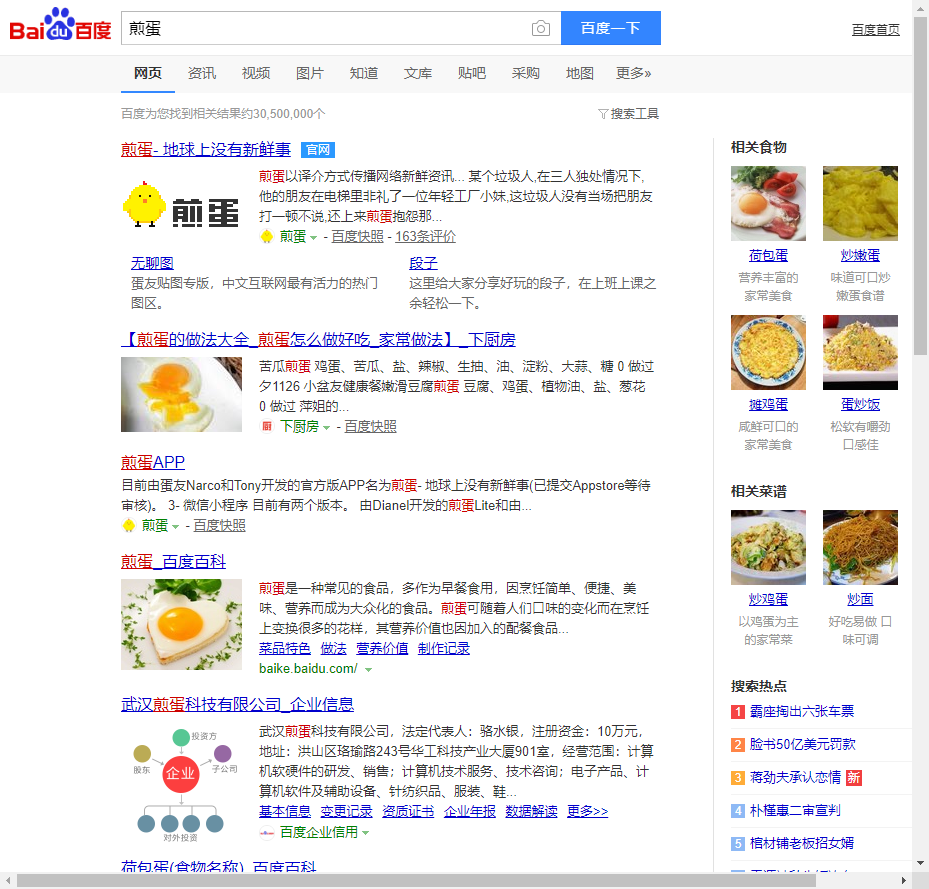 Bai du 百度
煎蛋
百度一下
百度首页
网页 资讯 视频 图片 知道 文库 贴吧 采购 地图 更多»
百度为您找到相关结果约30,500,000个
搜索工具
煎蛋- 地球上没有新鲜事 官网
煎蛋
煎蛋以译介方式传播网络新鲜资讯... 某个垃圾人,在三人独处情况下,
他的朋友在电梯里非礼了一位年轻工厂小妹,这垃圾人没有当场把朋友
打一顿不说,还上来煎蛋抱怨那...
煎蛋 - 百度快照 - 163条评价
无聊图
蛋友贴图专版，中文互联网最有活力的热门
图区。
段子
这里给大家分享好玩的段子，在上班上课之
余轻松一下。
【煎蛋的做法大全_煎蛋怎么做好吃_家常做法】_下厨房
苦瓜煎蛋 鸡蛋、苦瓜、盐、辣椒、生抽、油、淀粉、大蒜、糖 0 做过
夕1126 小盆友健康餐嫩滑豆腐煎蛋 豆腐、鸡蛋、植物油、盐、葱花
0 做过 萍姐的...
厨 下厨房 - 百度快照
煎蛋APP
目前由蛋友Narco和Tony开发的官方版APP名为煎蛋- 地球上没有新鲜事(已提交Appstore等待
审核)。 3- 微信小程序 目前有两个版本。 由Dianel开发的煎蛋Lite和由...
煎蛋 - 百度快照
煎蛋_百度百科
煎蛋是一种常见的食品，多作为早餐食用，因烹饪简单、便捷、美
味、营养而成为大众化的食品。煎蛋可随着人们口味的变化而在烹饪
上变换很多的花样，其营养价值也因加入的配餐食品...
菜品特色 做法 营养价值 制作记录
baike.baidu.com/
武汉煎蛋科技有限公司_企业信息
投资方
股东
企业
子公司
对外投资
武汉煎蛋科技有限公司，法定代表人：骆水银，注册资金：10万元，
地址：洪山区珞瑜路243号华工科技产业大厦901室，经营范围：计算
机软硬件的研发、销售；计算机技术服务、技术咨询；电子产品、计
算机软件及辅助设备、针纺织品、服装、鞋...
基本信息 变更记录 资质证书 企业年报 数据解读 更多>>
百度企业信用
荷包蛋(食物名称)_百度百科
相关食物
荷包蛋
营养丰富的
家常美食
炒嫩蛋
味道可口炒
嫩蛋食谱
摊鸡蛋
咸鲜可口的
家常美食
蛋炒饭
松软有嚼劲
口感佳
相关菜谱
炒鸡蛋
以鸡蛋为主
的家常菜
炒面
好吃易做 口
味可调
搜索热点
1 霸座掏出六张车票
2 脸书50亿美元罚款
3 蒋劲夫承认恋情 新
4 朴槿惠二审宣判
5 棺材铺老板招女婿